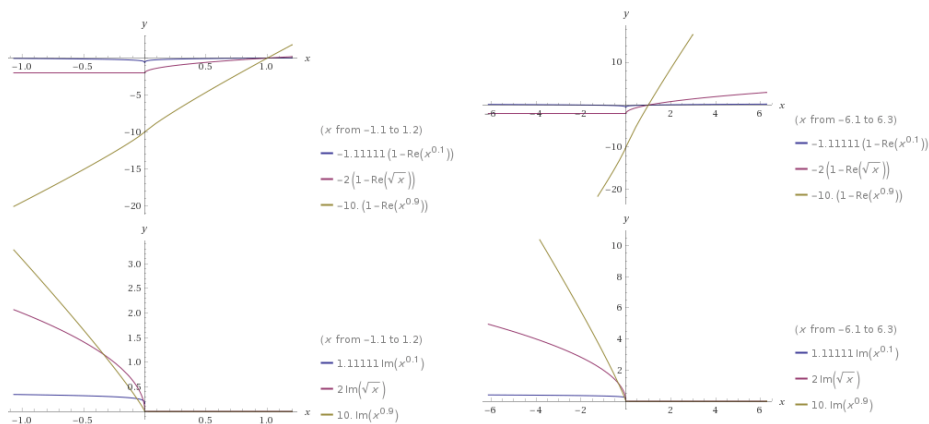 y
−1.0 −0.5 0.5 1.0 x
−5
−10
−15
−20
(x from −1.1 to 1.2)
−1.11111 (1 − Re(x^0.1))
−2 (1 − Re(√x))
−10. (1 − Re(x^0.9))
y
10
−6 −4 −2 2 4 6 x
−10
−20
(x from −6.1 to 6.3)
−1.11111 (1 − Re(x^0.1))
−2 (1 − Re(√x))
−10. (1 − Re(x^0.9))
y
3.0
2.5
2.0
1.5
1.0
0.5
−1.0 −0.5 0.5 1.0 x
(x from −1.1 to 1.2)
1.11111 Im(x^0.1)
2 Im(√x)
10. Im(x^0.9)
y
10
8
6
4
2
−6 −4 −2 2 4 6 x
(x from −6.1 to 6.3)
1.11111 Im(x^0.1)
2 Im(√x)
10. Im(x^0.9)